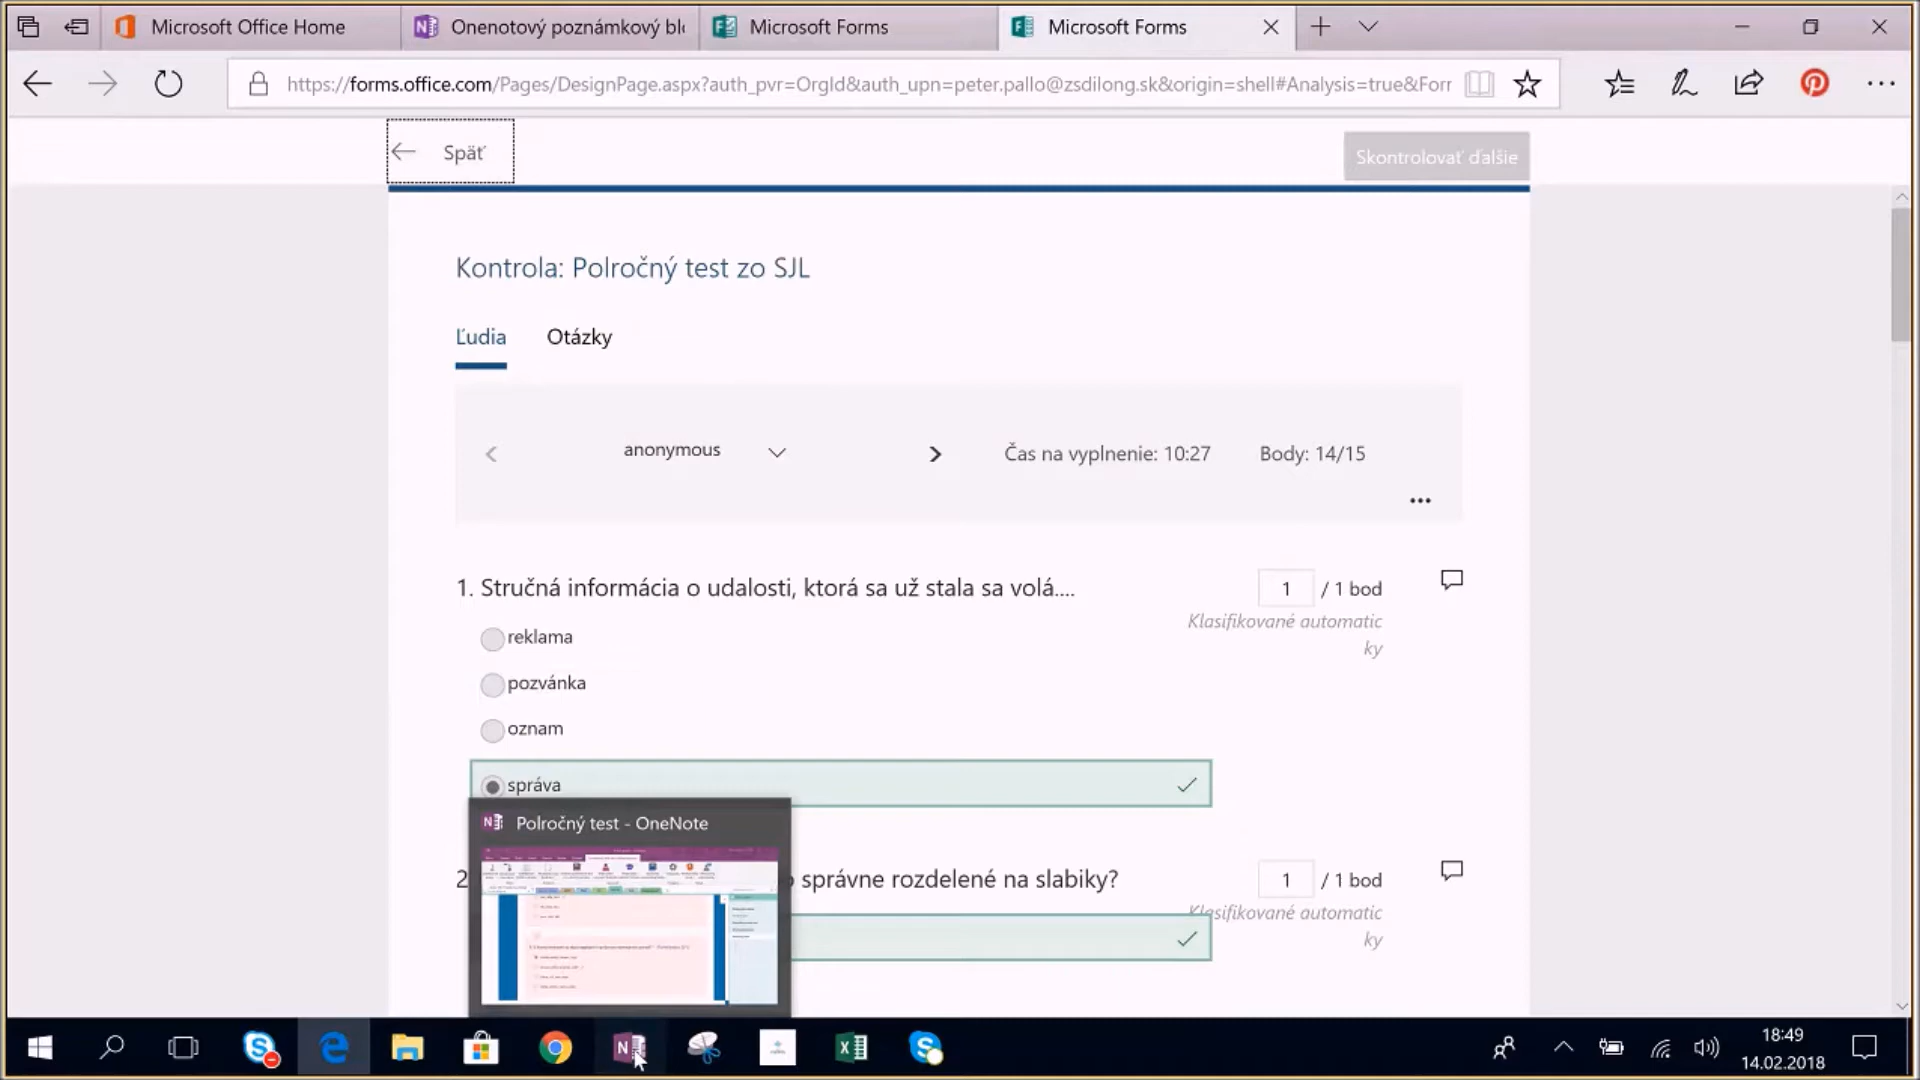 Microsoft Office Home
Onenotový poznámkový bl
Microsoft Forms
Microsoft Forms
https://forms.office.com/Pages/DesignPage.aspx?auth_pvr=OrgId&auth_upn=peter.pallo@zsdilong.sk&origin=shell#Analysis=true&Forr
Späť
Skontrolovať ďalšie
Kontrola: Polročný test zo SJL
Ľudia
Otázky
anonymous
Čas na vyplnenie: 10:27
Body: 14/15
1. Stručná informácia o udalosti, ktorá sa už stala sa volá....
1 / 1 bod
Klasifikované automatic
ky
reklama
pozvánka
oznam
správa
Polročný test - OneNote
2
správne rozdelené na slabiky?
1 / 1 bod
Klasifikované automatic
ky
18:49
14.02.2018